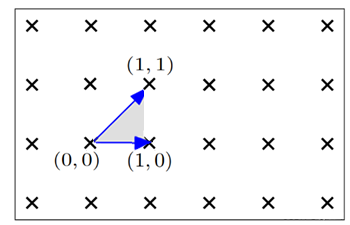 (1, 1)
(0, 0) (1, 0)